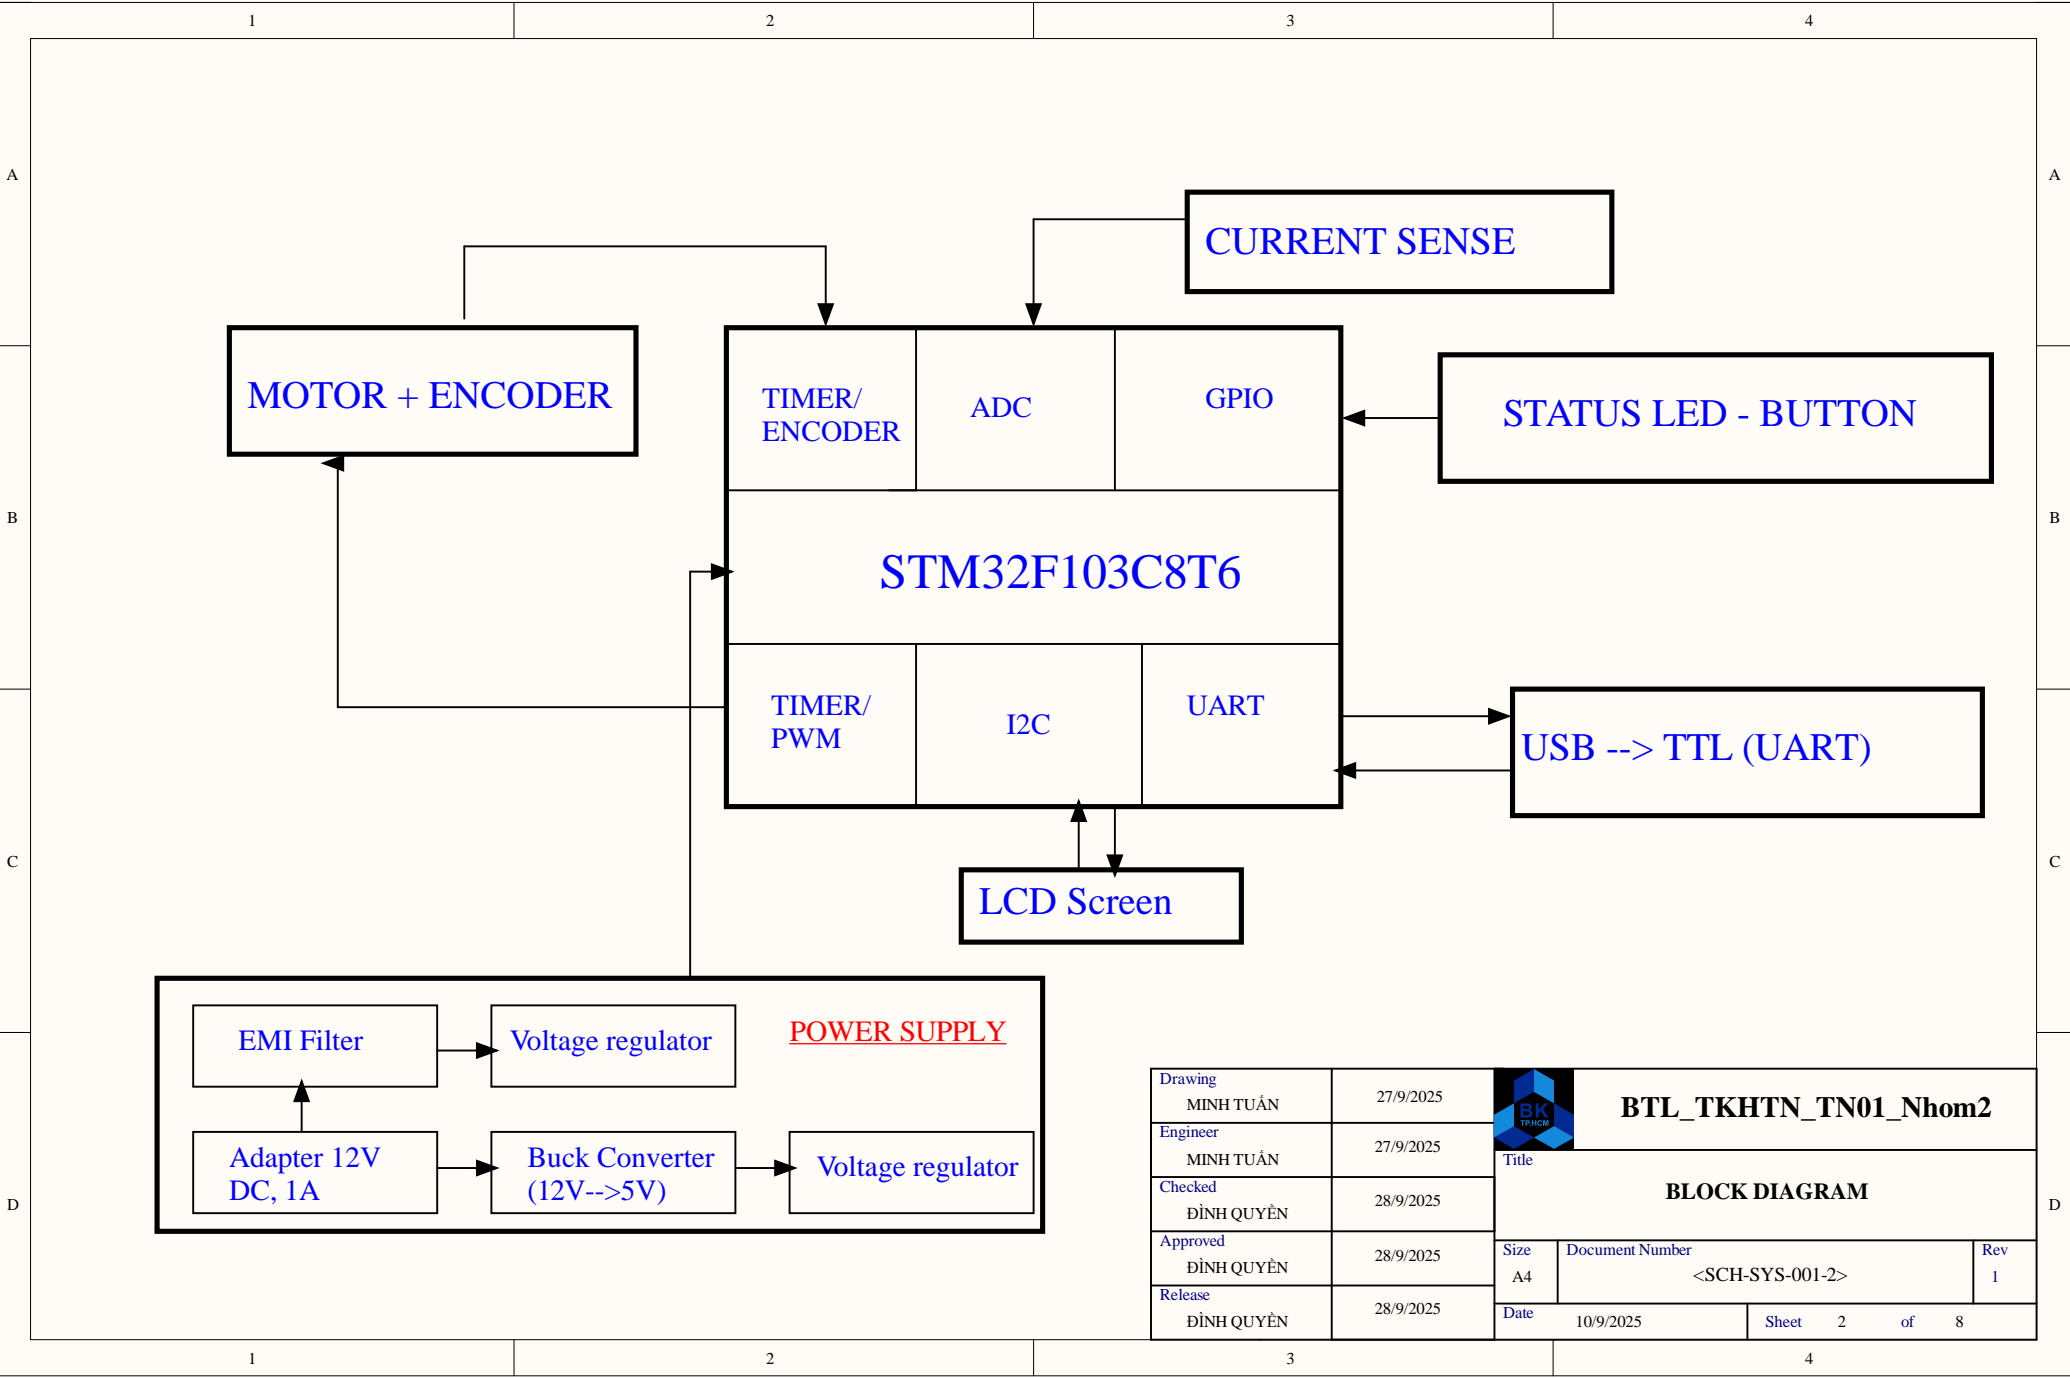 1
2
3
4
A
A
CURRENT SENSE
MOTOR + ENCODER
TIMER/
ENCODER
ADC
GPIO
STATUS LED - BUTTON
B
B
STM32F103C8T6
TIMER/
PWM
I2C
UART
USB --> TTL (UART)
C
C
LCD Screen
EMI Filter
Voltage regulator
POWER SUPPLY
Adapter 12V
DC, 1A
Buck Converter
(12V-->5V)
Voltage regulator
D
D
Drawing
MINH TUẤN
27/9/2025
Engineer
MINH TUẤN
27/9/2025
Checked
ĐÌNH QUYỀN
28/9/2025
Approved
ĐÌNH QUYỀN
28/9/2025
Release
ĐÌNH QUYỀN
28/9/2025
BK
TP.HCM
BTL_TKHTN_TN01_Nhom2
Title
BLOCK DIAGRAM
Size
A4
Document Number
<SCH-SYS-001-2>
Rev
1
Date
10/9/2025
Sheet 2 of 8
1
2
3
4